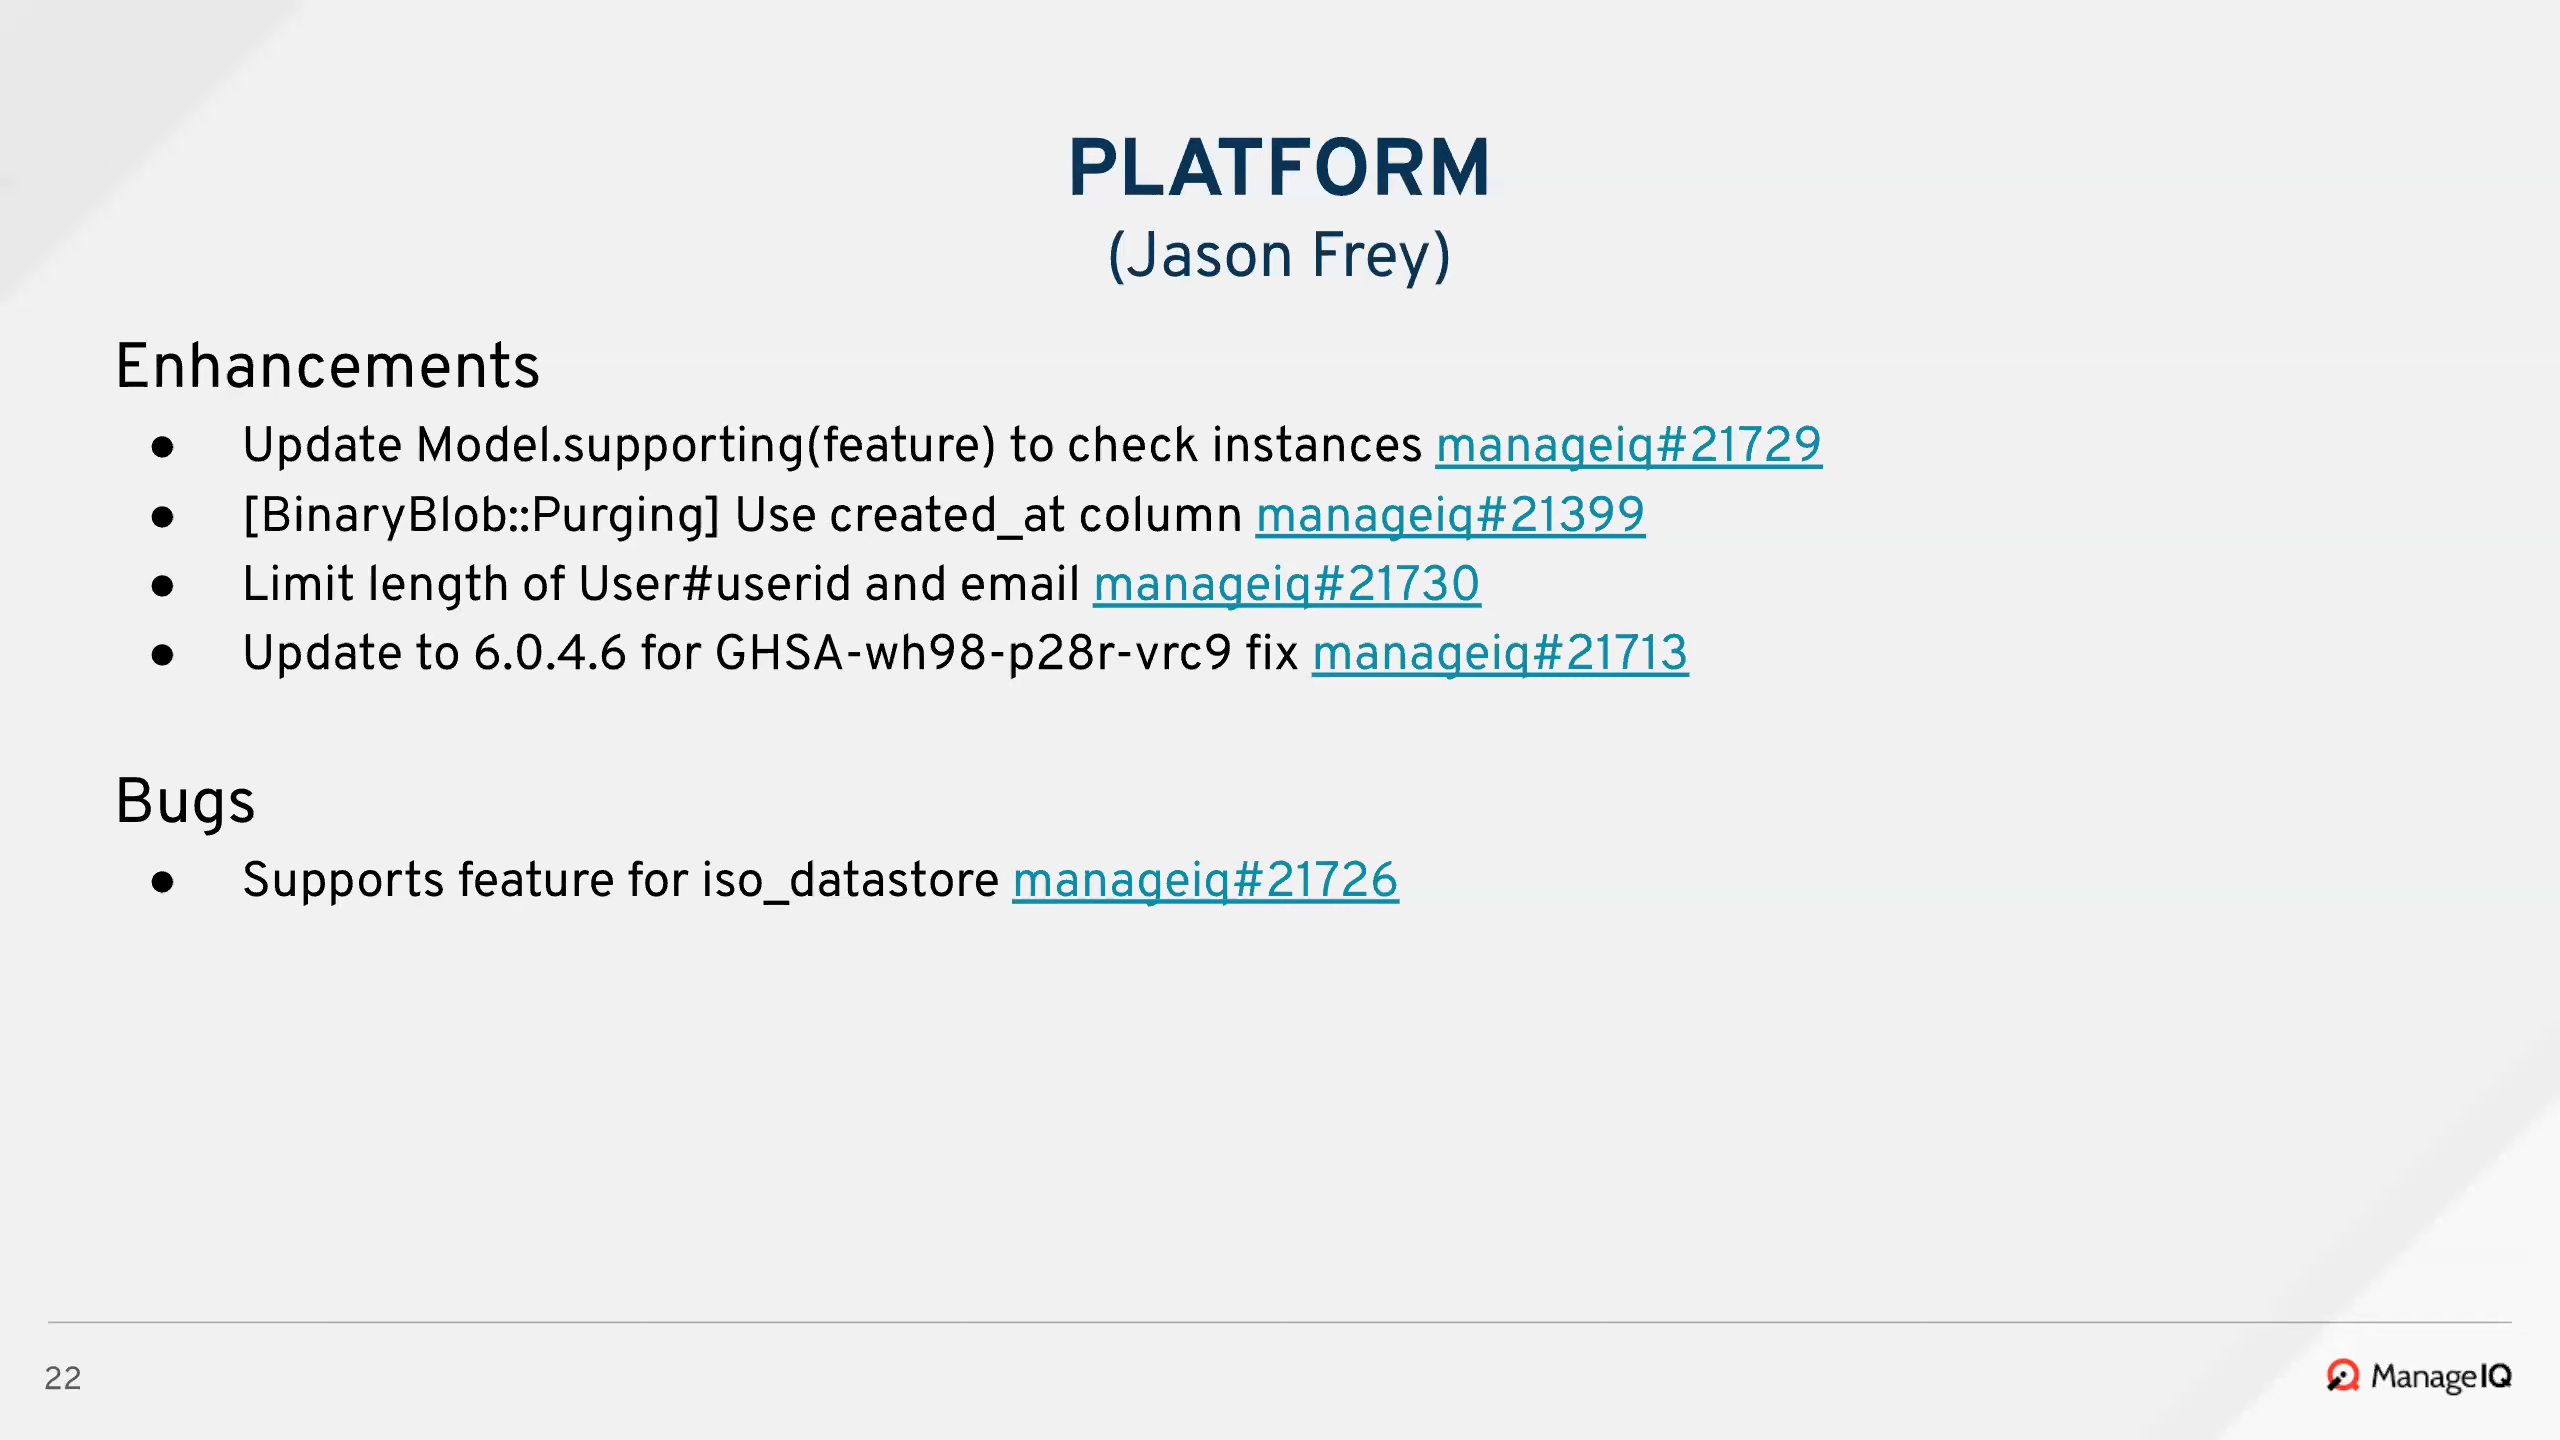 PLATFORM
(Jason Frey)
Enhancements
● Update Model.supporting(feature) to check instances manageiq#21729
● [BinaryBlob::Purging] Use created_at column manageiq#21399
● Limit length of User#userid and email manageiq#21730
● Update to 6.0.4.6 for GHSA-wh98-p28r-vrc9 fix manageiq#21713
Bugs
● Supports feature for iso_datastore manageiq#21726
22
ManageIQ